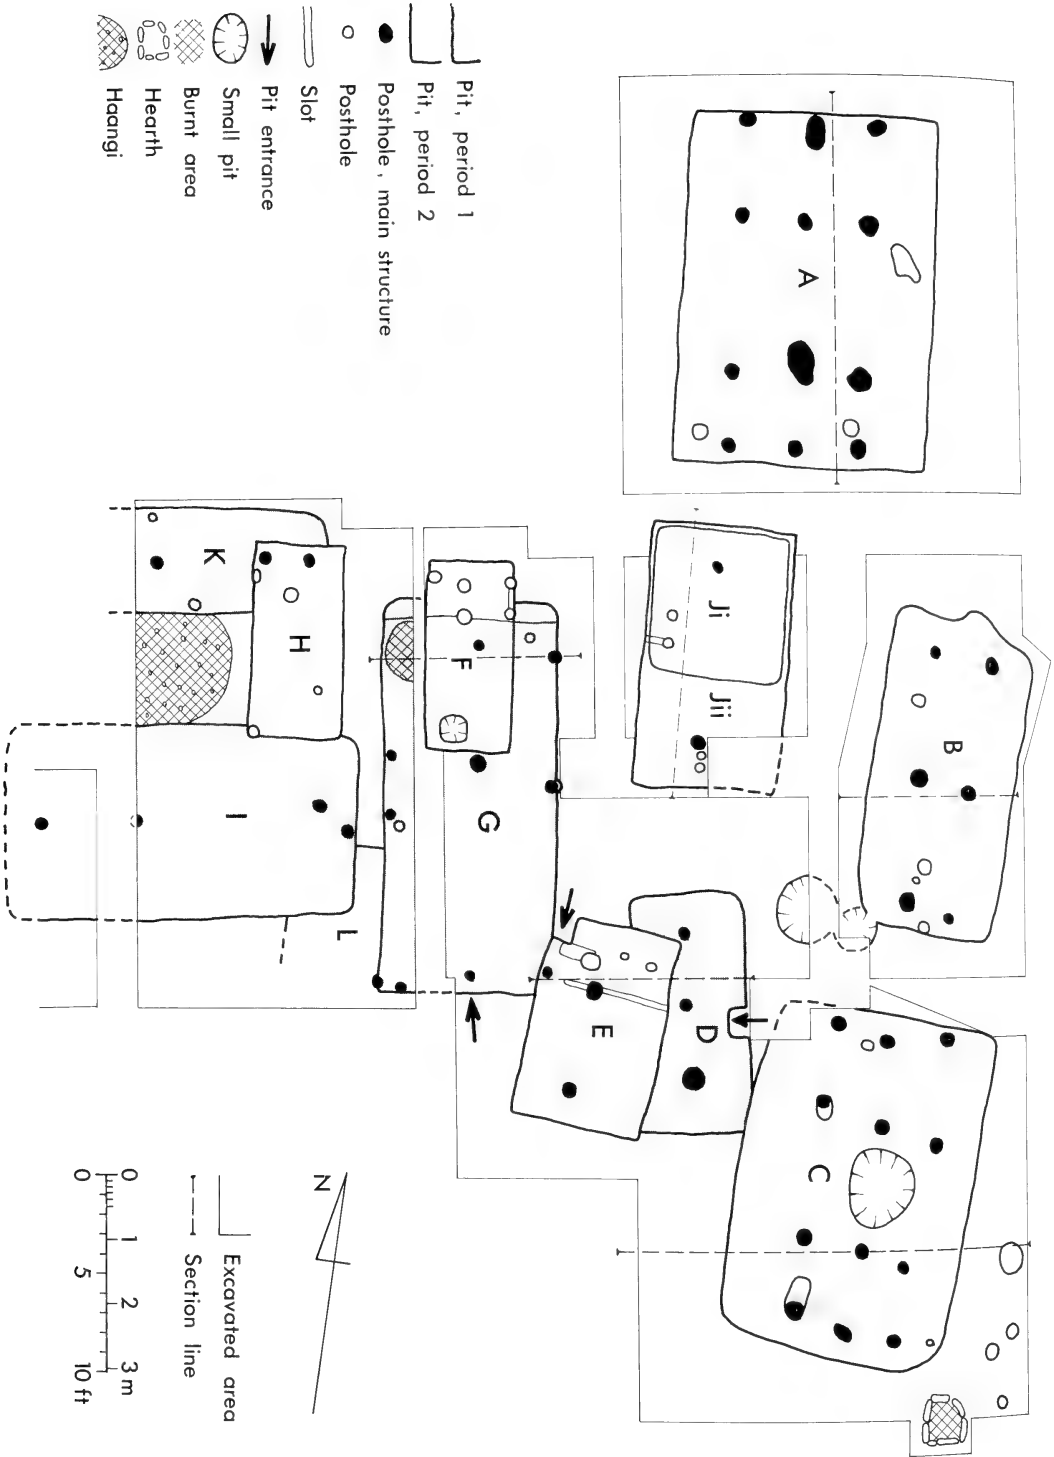 Pit, period 1
Pit, period 2
Posthole, main structure
Posthole
Slot
Pit entrance
Small pit
Burnt area
Hearth
Haangi
A
B
Ji
Jii
C
D
E
F
G
H
I
K
L
N
Excavated area
Section line
0 1 2 3 m
0 5 10 ft